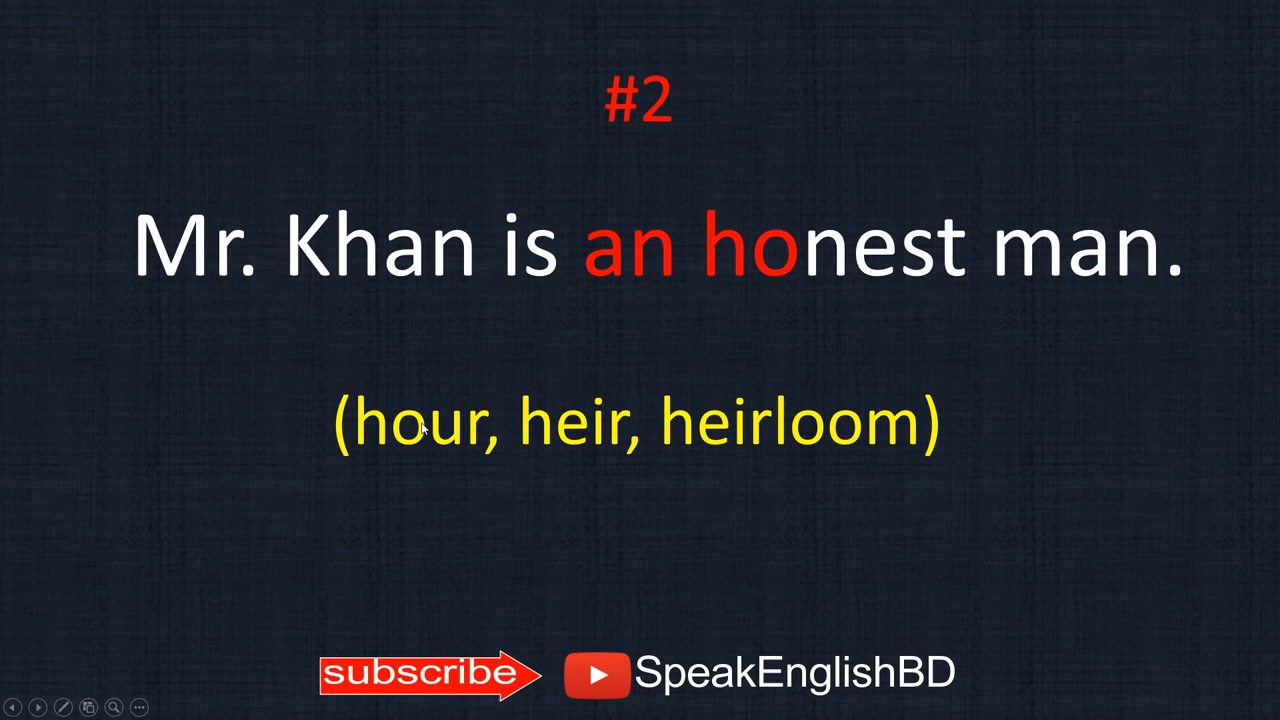 #2
Mr. Khan is an honest man.
(hour, heir, heirloom)
subscribe SpeakEnglishBD